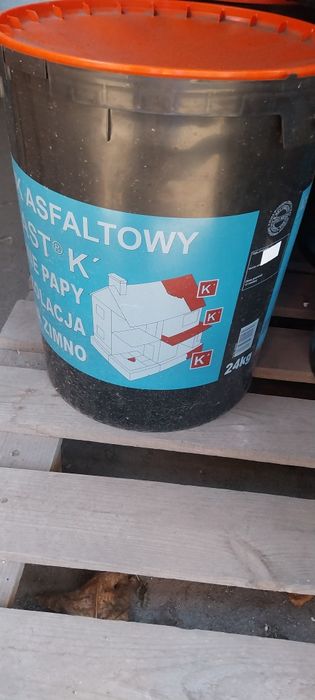 K ASFALTOWY
ST® K´
E PAPY
OLACJA
ZIMNO
K´
K´
K´
24kg